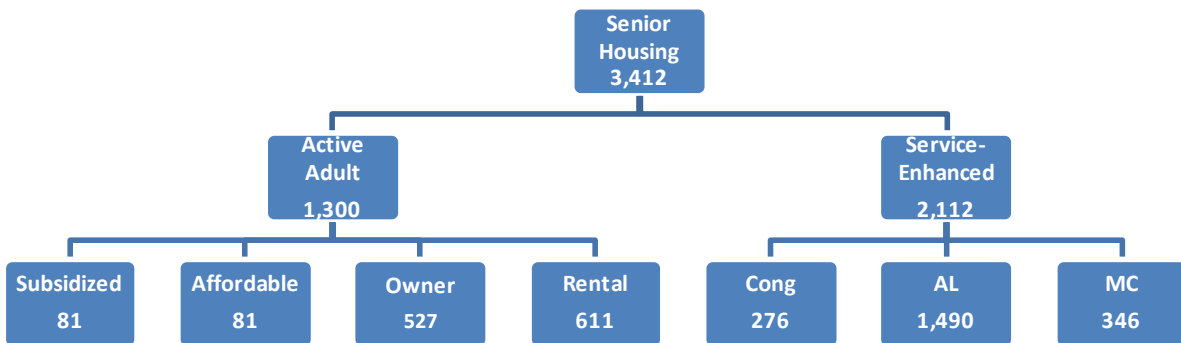 Senior
Housing
3,412
Active
Adult
1,300
Service-
Enhanced
2,112
Subsidized
81
Affordable
81
Owner
527
Rental
611
Cong
276
AL
1,490
MC
346